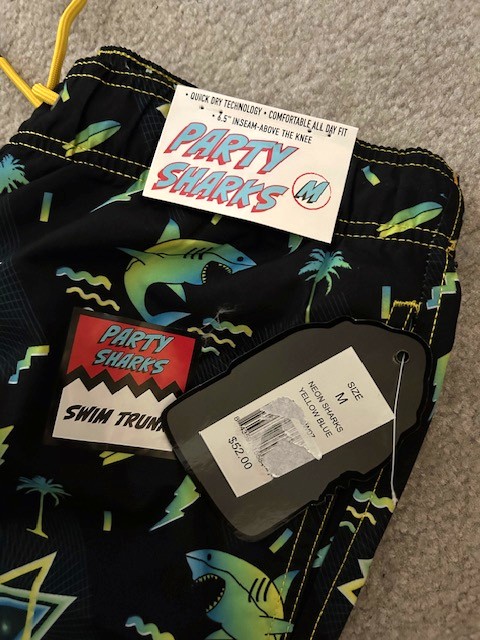 • QUICK DRY TECHNOLOGY • COMFORTABLE ALL DAY FIT
• 6.5" INSEAM-ABOVE THE KNEE
PARTY
SHARKS
M
PARTY
SHARKS
SWIM TRUN
SIZE
M
NEON SHARKS
YELLOW BLUE
$52.00